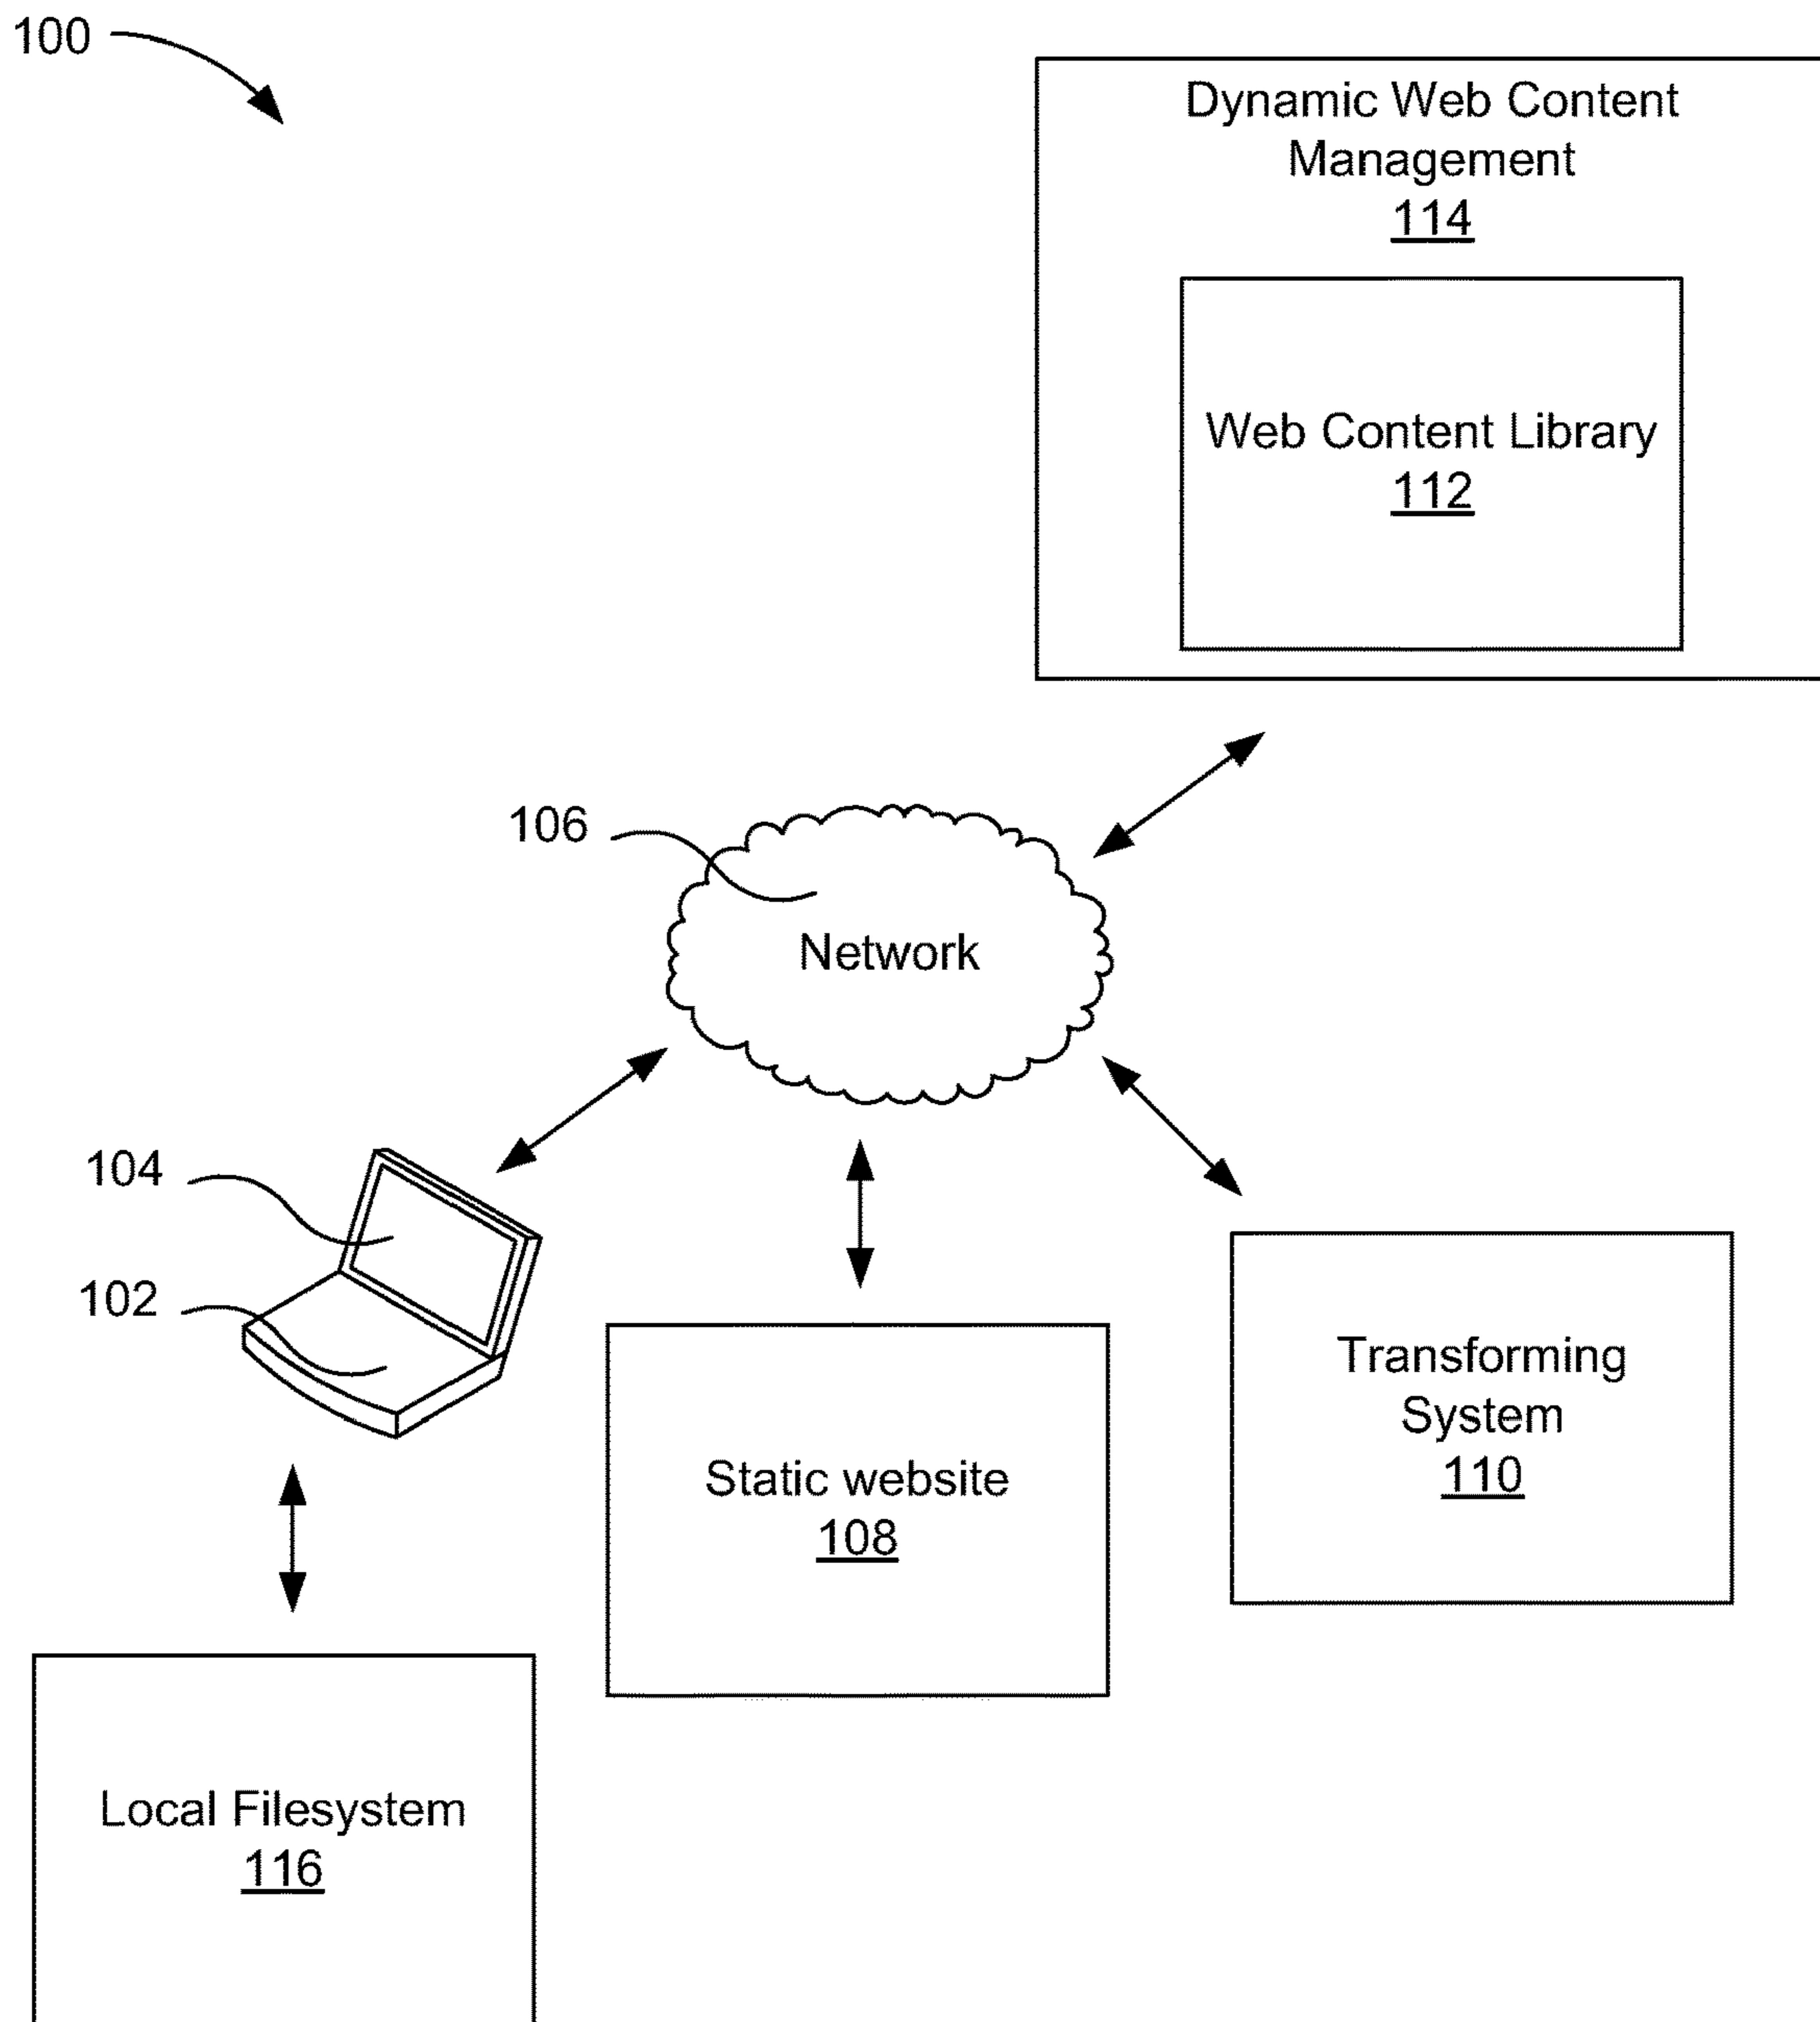 100
Dynamic Web Content
Management
114
Web Content Library
112
106
Network
104
102
Transforming
System
110
Static website
108
Local Filesystem
116